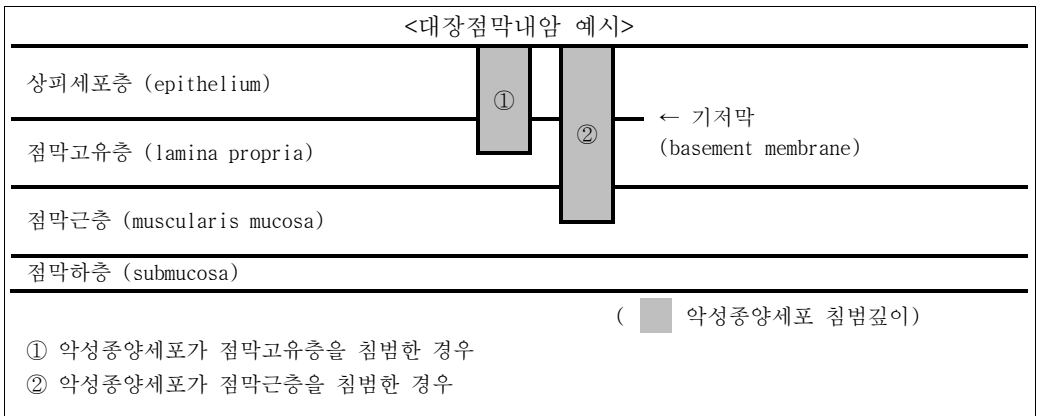 <대장점막내암 예시>
상피세포층 (epithelium)
①
← 기저막
②
점막고유층 (lamina propria)
(basement membrane)
점막근층 (muscularis mucosa)
점막하층 (submucosa)
( 악성종양세포 침범깊이)
① 악성종양세포가 점막고유층을 침범한 경우
② 악성종양세포가 점막근층을 침범한 경우